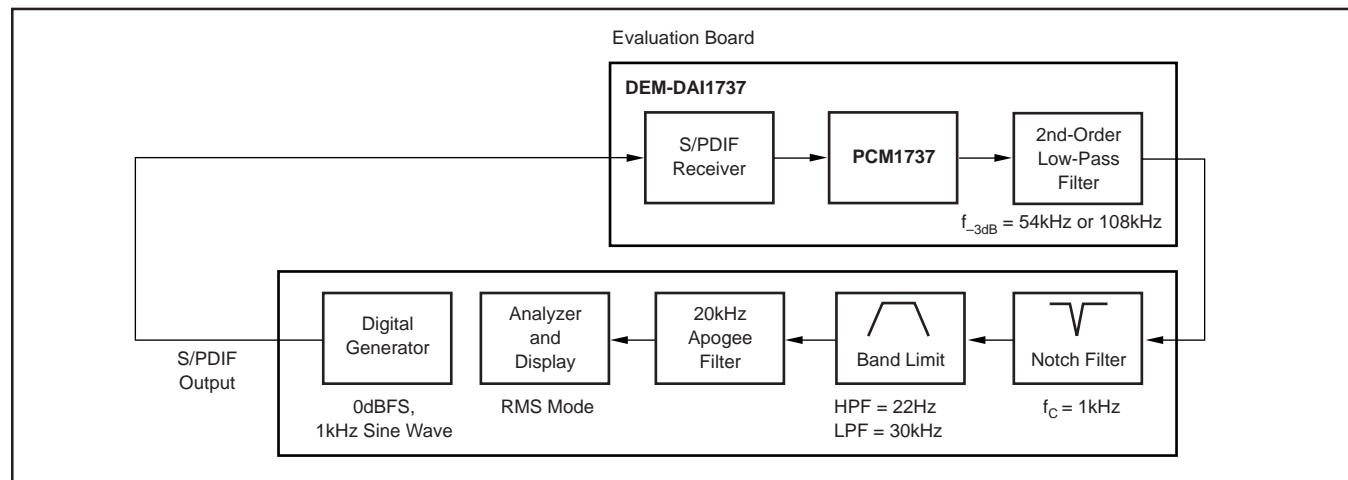 Evaluation Board
DEM-DAI1737
S/PDIF
Receiver
PCM1737
2nd-Order
Low-Pass
Filter
f–3dB = 54kHz or 108kHz
Digital
Generator
Analyzer
and
Display
20kHz
Apogee
Filter
Band Limit
Notch Filter
S/PDIF
Output
0dBFS,
1kHz Sine Wave
RMS Mode
HPF = 22Hz
LPF = 30kHz
fC = 1kHz